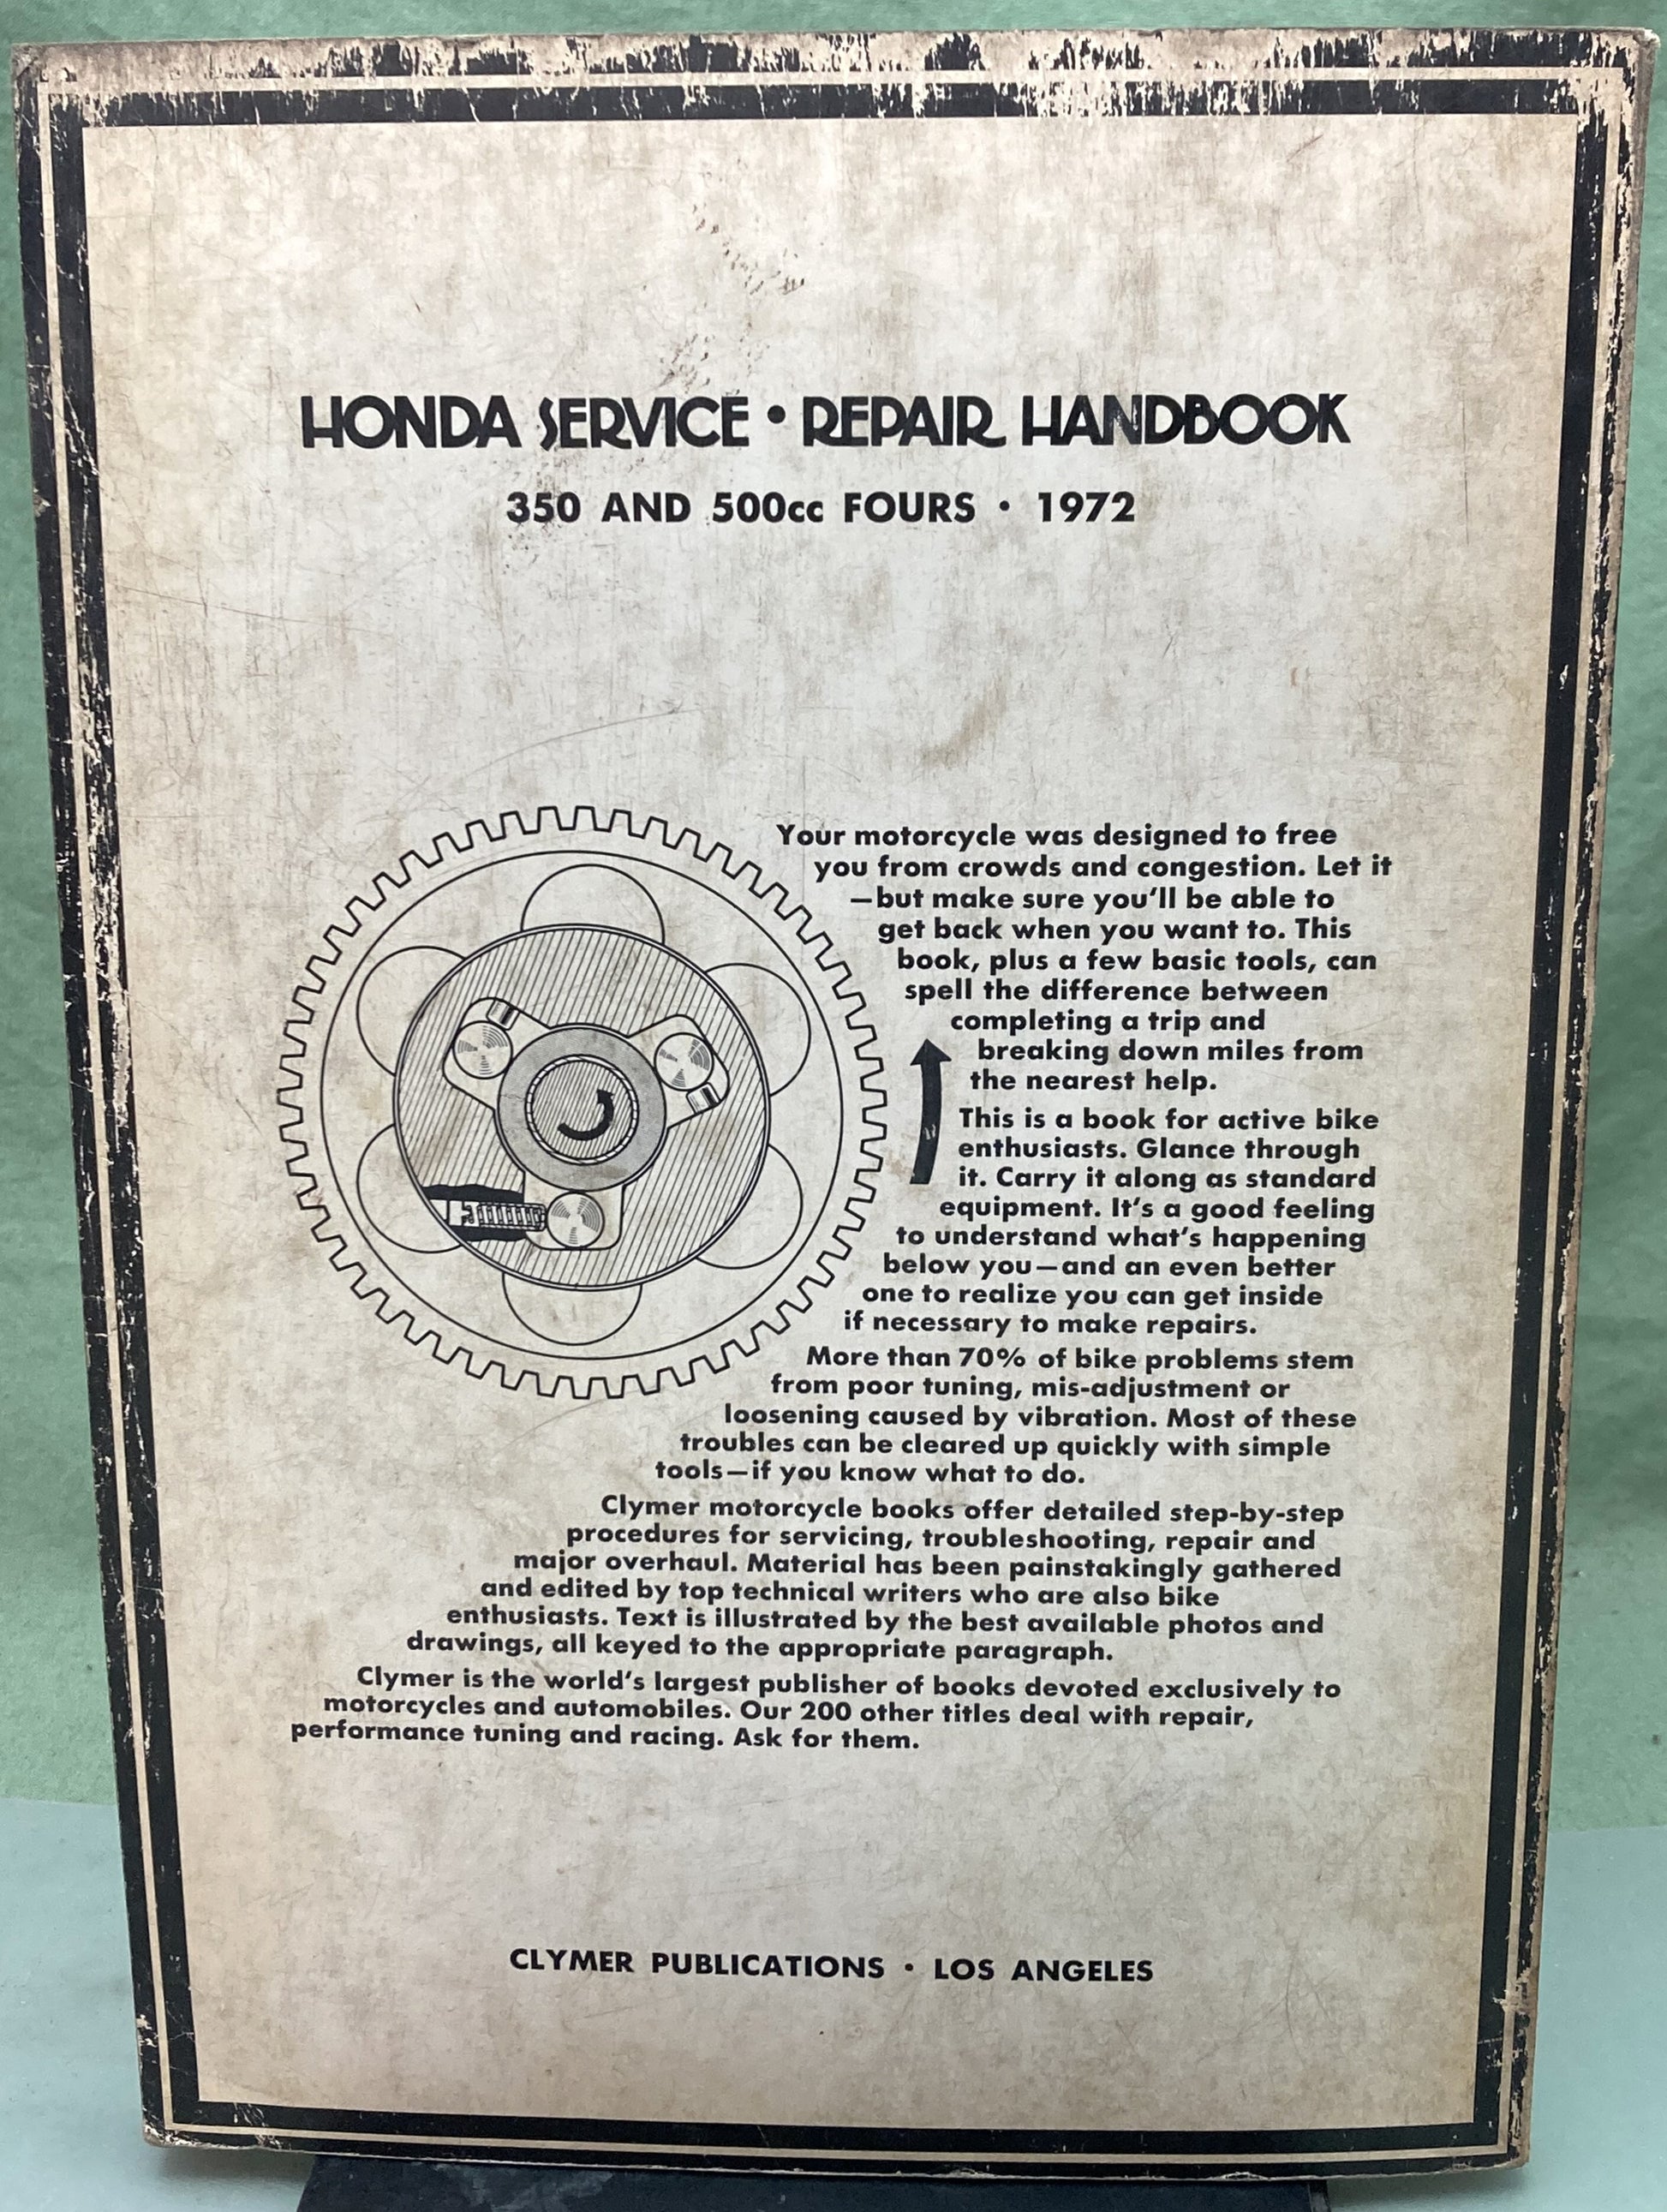 HONDA SERVICE • REPAIR HANDBOOK
350 AND 500cc FOURS • 1972
Your motorcycle was designed to free
you from crowds and congestion. Let it
—but make sure you'll be able to
get back when you want to. This
book, plus a few basic tools, can
spell the difference between
completing a trip and
breaking down miles from
the nearest help.
This is a book for active bike
enthusiasts. Glance through
it. Carry it along as standard
equipment. It's a good feeling
to understand what's happening
below you—and an even better
one to realize you can get inside
if necessary to make repairs.
More than 70% of bike problems stem
from poor tuning, mis-adjustment or
loosening caused by vibration. Most of these
troubles can be cleared up quickly with simple
tools—if you know what to do.
Clymer motorcycle books offer detailed step-by-step
procedures for servicing, troubleshooting, repair and
major overhaul. Material has been painstakingly gathered
and edited by top technical writers who are also bike
enthusiasts. Text is illustrated by the best available photos and
drawings, all keyed to the appropriate paragraph.
Clymer is the world's largest publisher of books devoted exclusively to
motorcycles and automobiles. Our 200 other titles deal with repair,
performance tuning and racing. Ask for them.
CLYMER PUBLICATIONS • LOS ANGELES